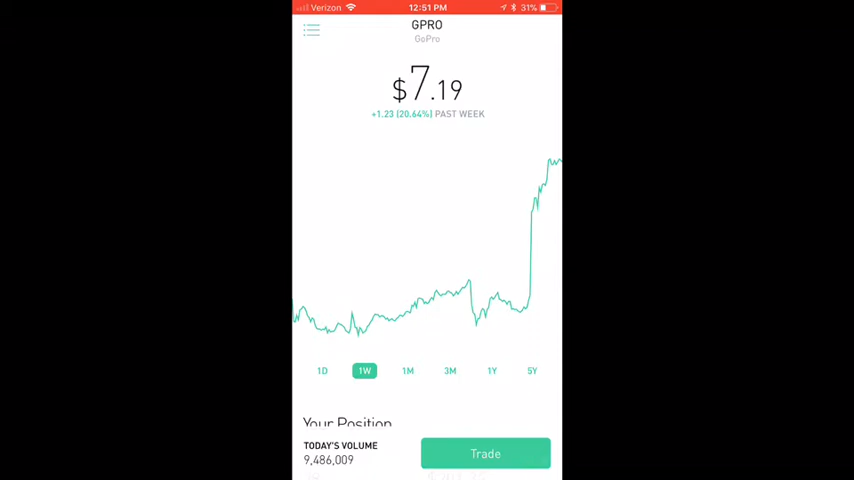 Verizon 12:51 PM 31%
GPRO
GoPro
$7.19
+1.23 (20.64%) PAST WEEK
1D 1W 1M 3M 1Y 5Y
Your Position
TODAY'S VOLUME
9,486,009
Trade